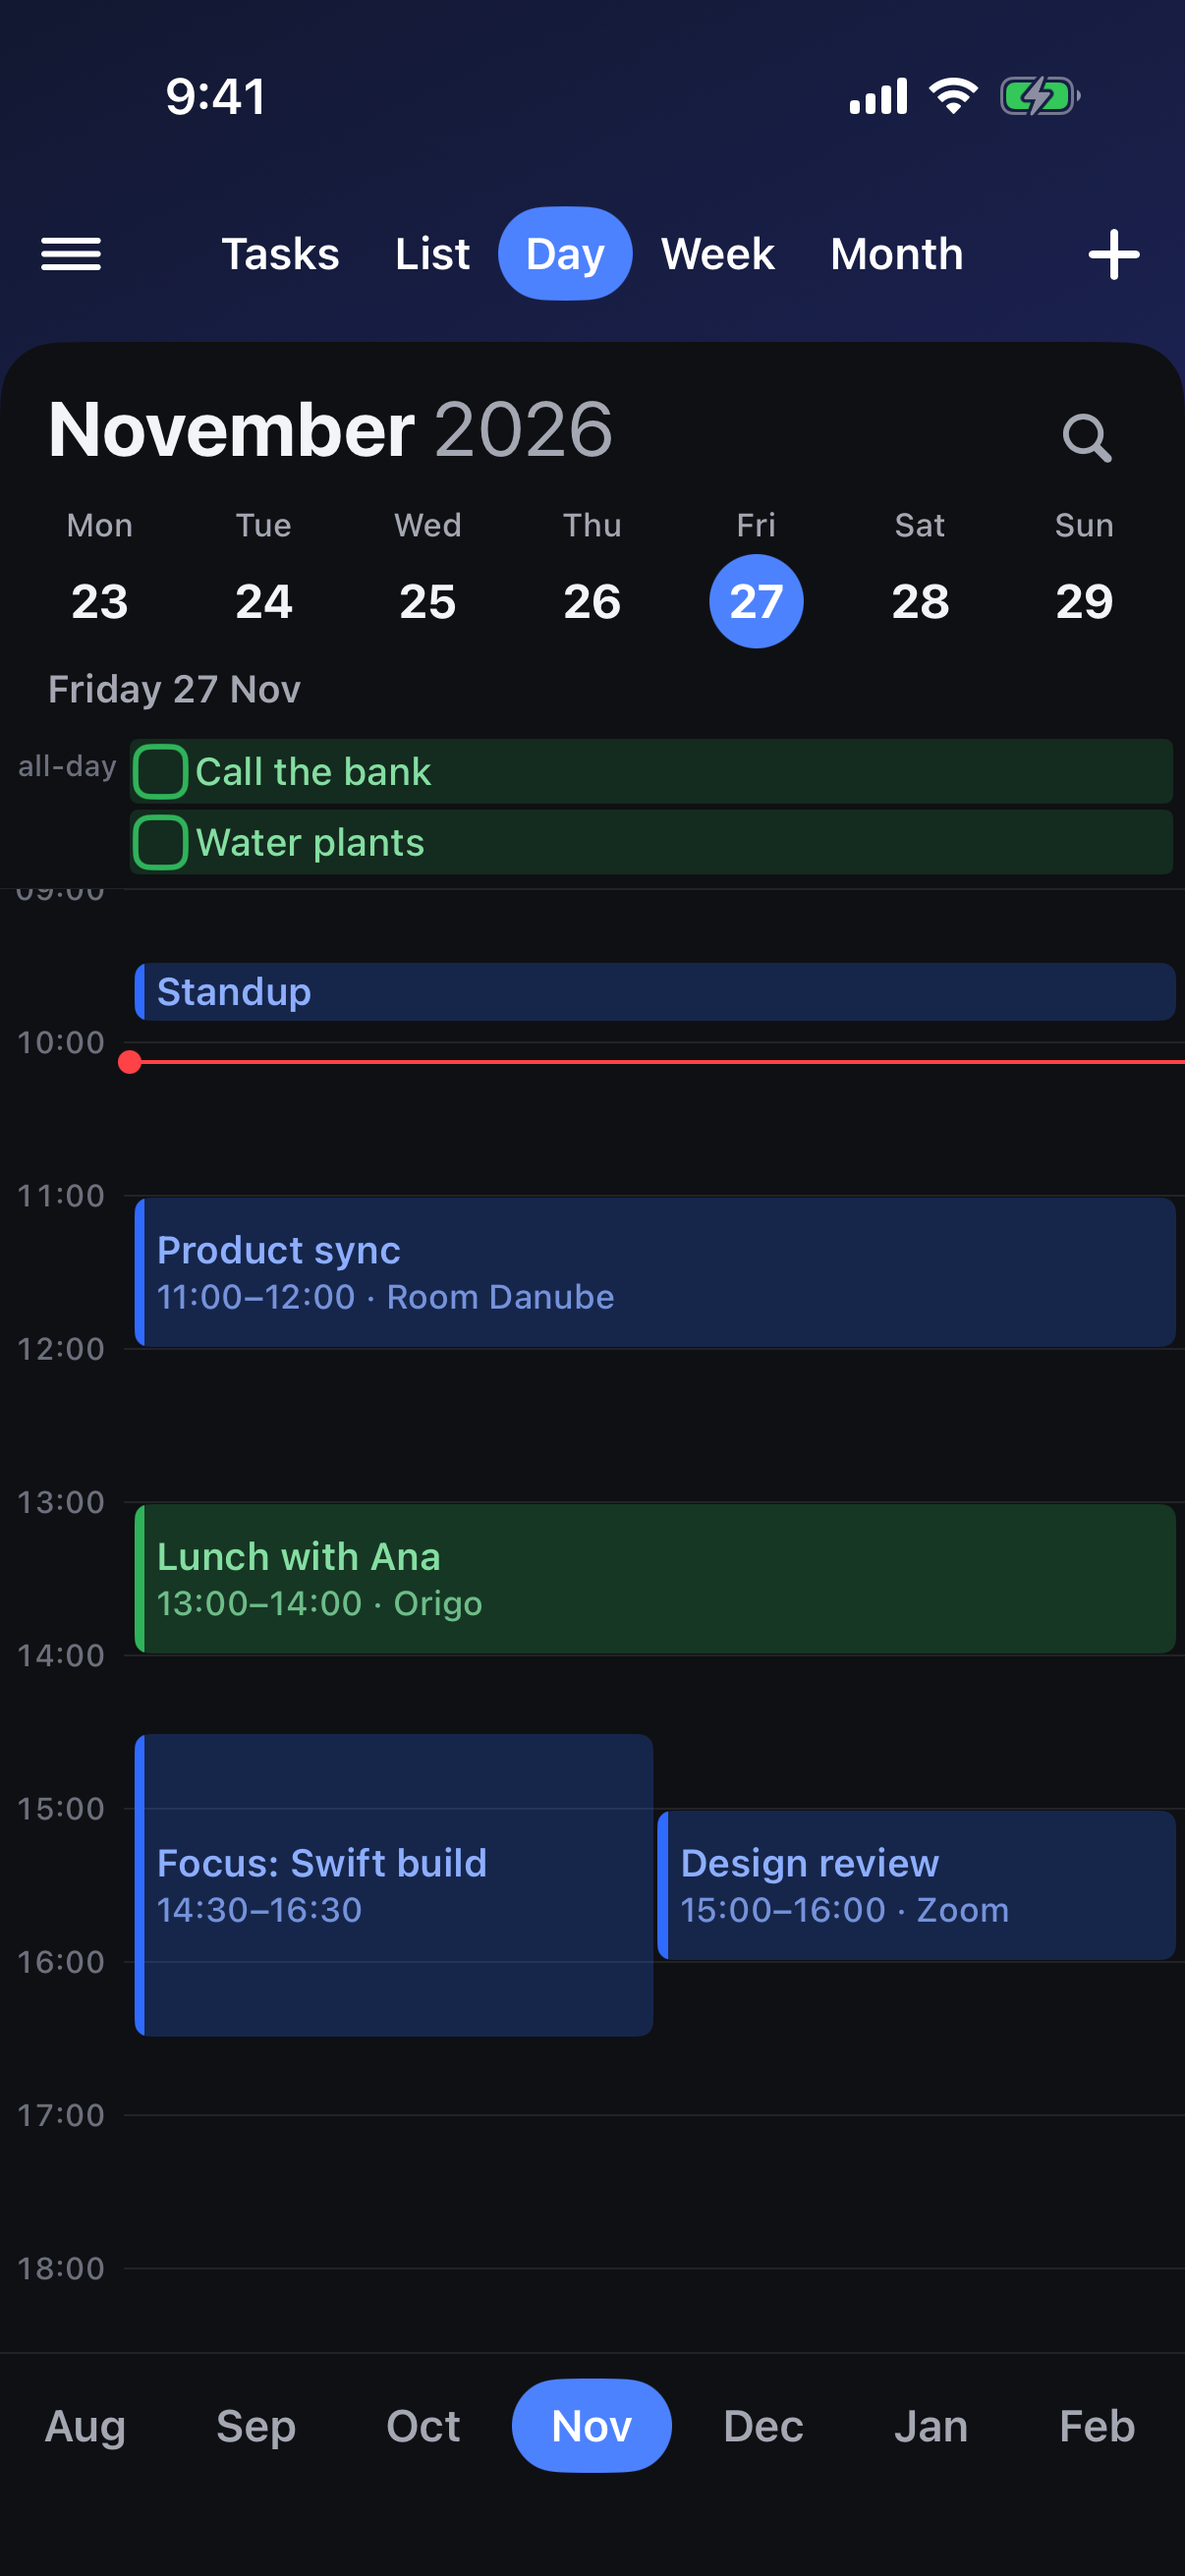 9:41
Tasks List Day Week Month
November 2026
Mon Tue Wed Thu Fri Sat Sun
23 24 25 26 27 28 29
Friday 27 Nov
all-day
Call the bank
Water plants
09:00
Standup
10:00
11:00
Product sync
11:00–12:00 · Room Danube
12:00
13:00
Lunch with Ana
13:00–14:00 · Origo
14:00
15:00
Focus: Swift build
14:30–16:30
Design review
15:00–16:00 · Zoom
16:00
17:00
18:00
Aug Sep Oct Nov Dec Jan Feb